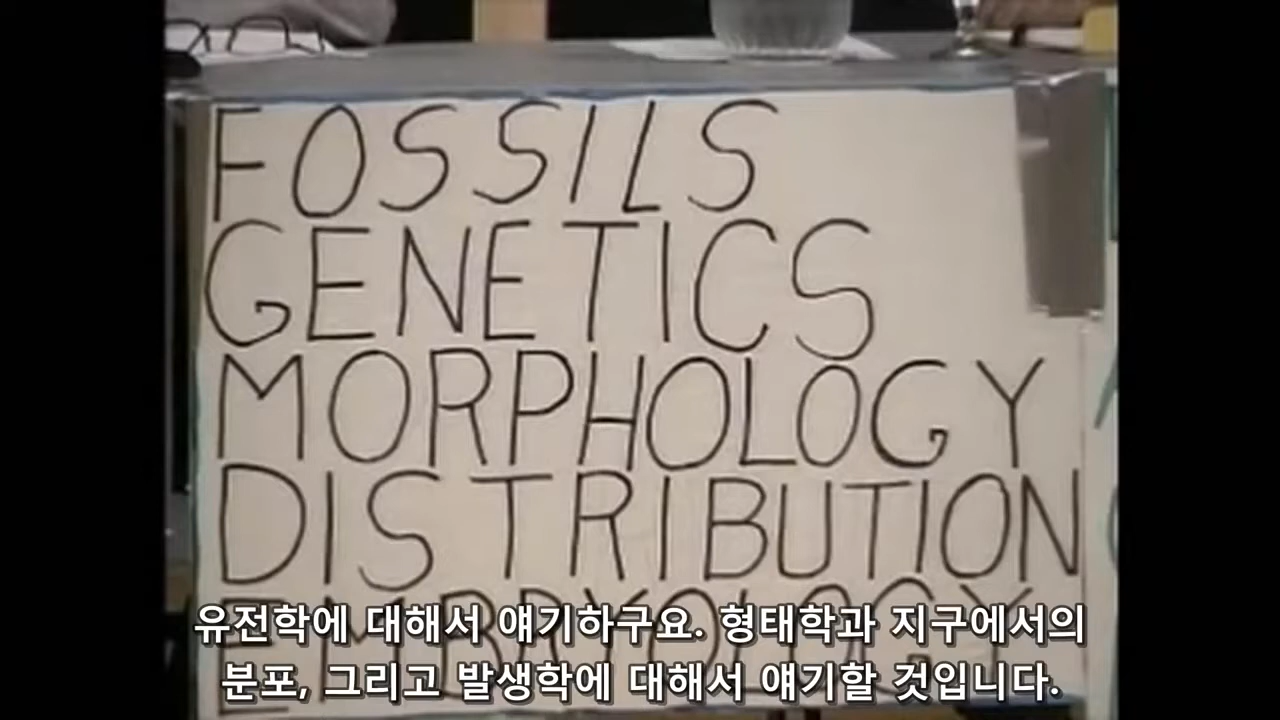 FOSSILS
GENETICS
MORPHOLOGY
DISTRIBUTION
EMBRYOLOGY
유전학에 대해서 얘기하구요. 형태학과 지구에서의
분포, 그리고 발생학에 대해서 얘기할 것입니다.